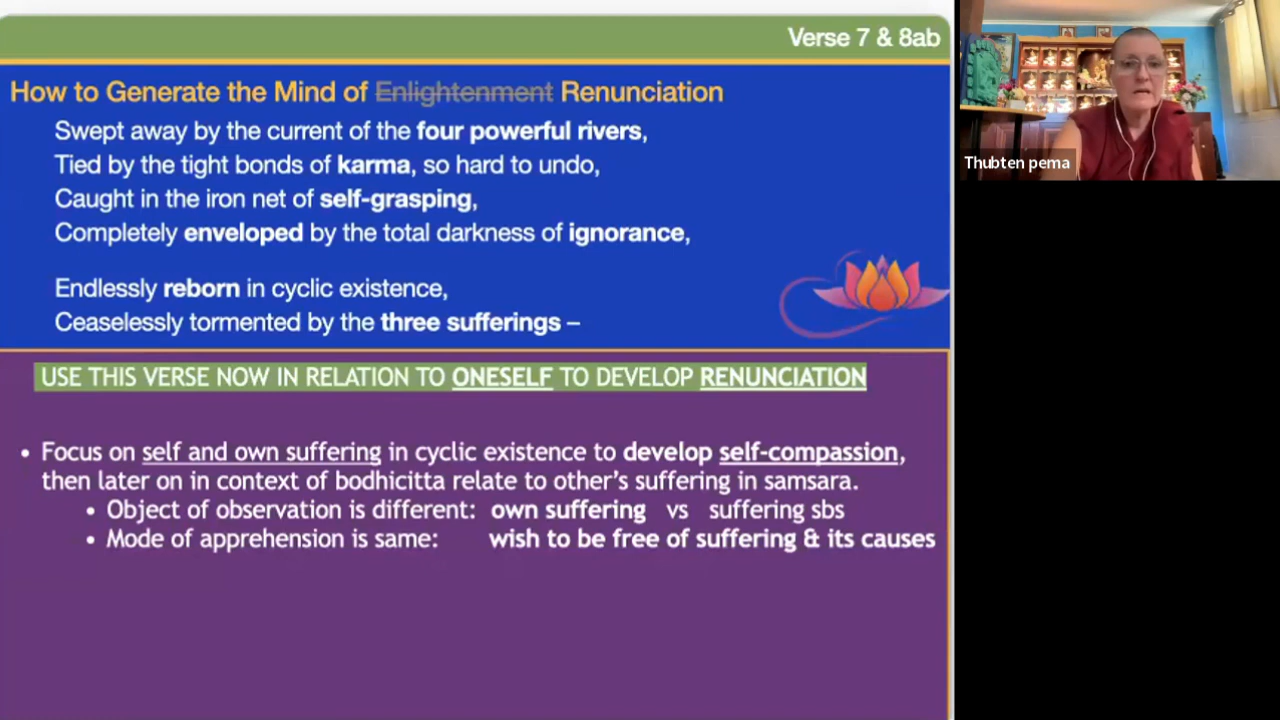 Verse 7 & 8ab
How to Generate the Mind of Enlightenment Renunciation
Swept away by the current of the four powerful rivers,
Tied by the tight bonds of karma, so hard to undo,
Caught in the iron net of self-grasping,
Completely enveloped by the total darkness of ignorance,
Endlessly reborn in cyclic existence,
Ceaselessly tormented by the three sufferings –
USE THIS VERSE NOW IN RELATION TO ONESELF TO DEVELOP RENUNCIATION
• Focus on self and own suffering in cyclic existence to develop self-compassion,
then later on in context of bodhicitta relate to other's suffering in samsara.
• Object of observation is different: own suffering vs suffering sbs
• Mode of apprehension is same: wish to be free of suffering & its causes
Thubten pema